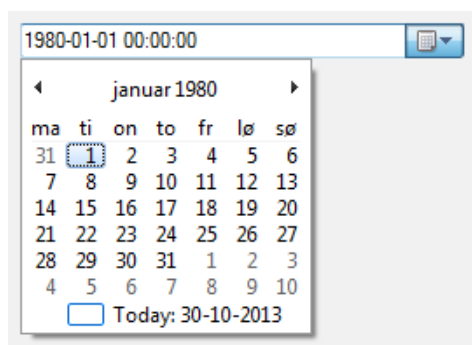 1980-01-01 00:00:00
januar 1980
ma ti on to fr lø sø
31 1 2 3 4 5 6
7 8 9 10 11 12 13
14 15 16 17 18 19 20
21 22 23 24 25 26 27
28 29 30 31 1 2 3
4 5 6 7 8 9 10
Today: 30-10-2013